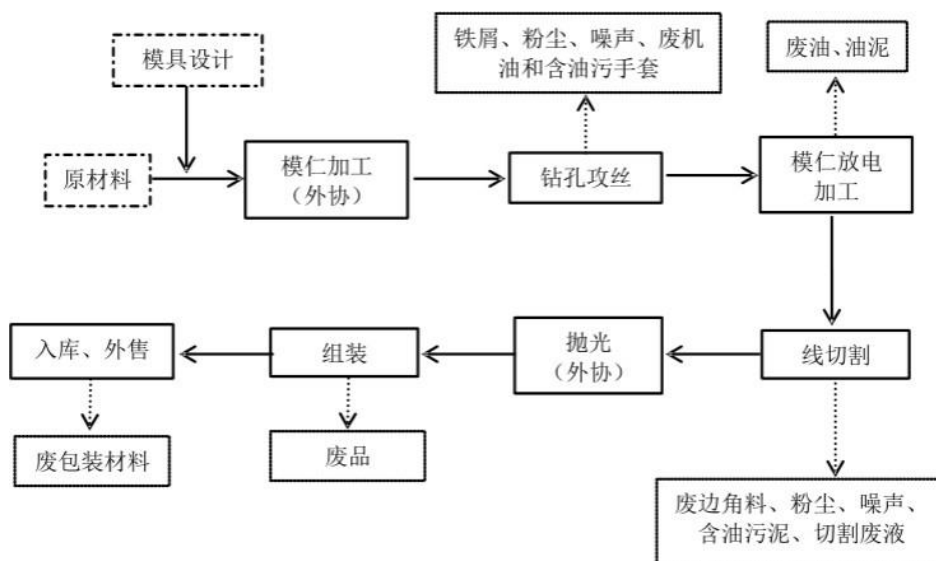 模具设计
铁屑、粉尘、噪声、废机
油和含油污手套
废油、油泥
原材料
模仁加工
（外协）
钻孔攻丝
模仁放电
加工
入库、外售
组装
抛光
（外协）
线切割
废包装材料
废品
废边角料、粉尘、噪声、
含油污泥、切割废液